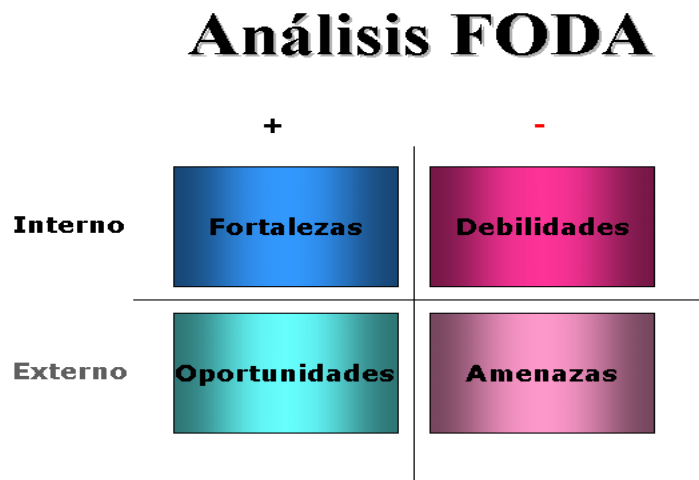 Análisis FODA
+ -
Interno Fortalezas Debilidades
Externo Oportunidades Amenazas